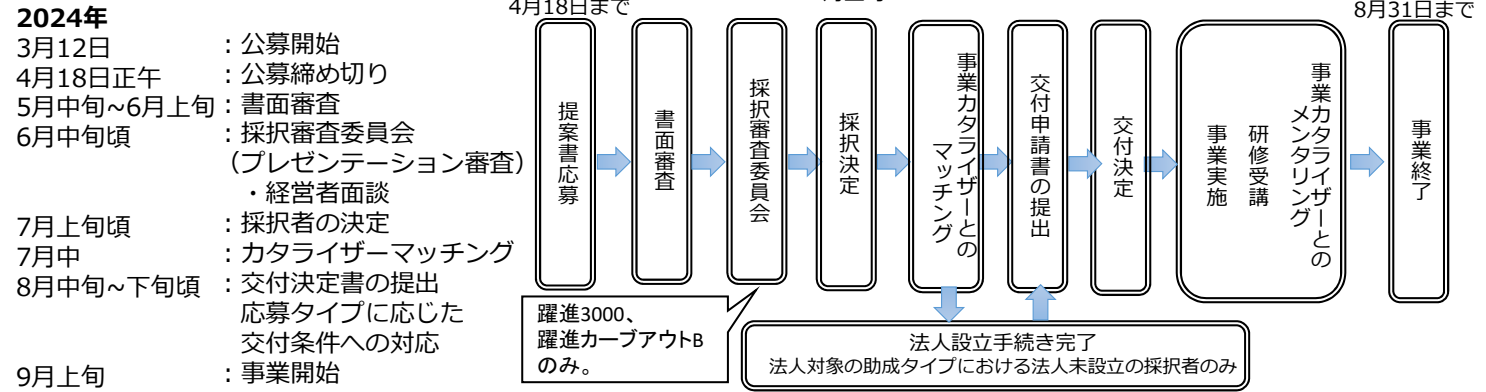 2024年
3月12日 ：公募開始
4月18日正午 ：公募締め切り
5月中旬~6月上旬：書面審査
6月中旬頃 ：採択審査委員会
（プレゼンテーション審査）
・経営者面談
7月上旬頃 ：採択者の決定
7月中 ：カタライザーマッチング
8月中旬~下旬頃 ：交付決定書の提出
応募タイプに応じた
交付条件への対応
9月上旬 ：事業開始
4月18日まで
8月31日まで
提案書応募
書面審査
採択審査委員会
採択決定
事業カタライザーとの
マッチング
交付申請書の提出
交付決定
事業カタライザーとの
メンタリング
研修受講
事業実施
事業終了
躍進3000、
躍進カーブアウトB
のみ。
法人設立手続き完了
法人対象の助成タイプにおける法人未設立の採択者のみ